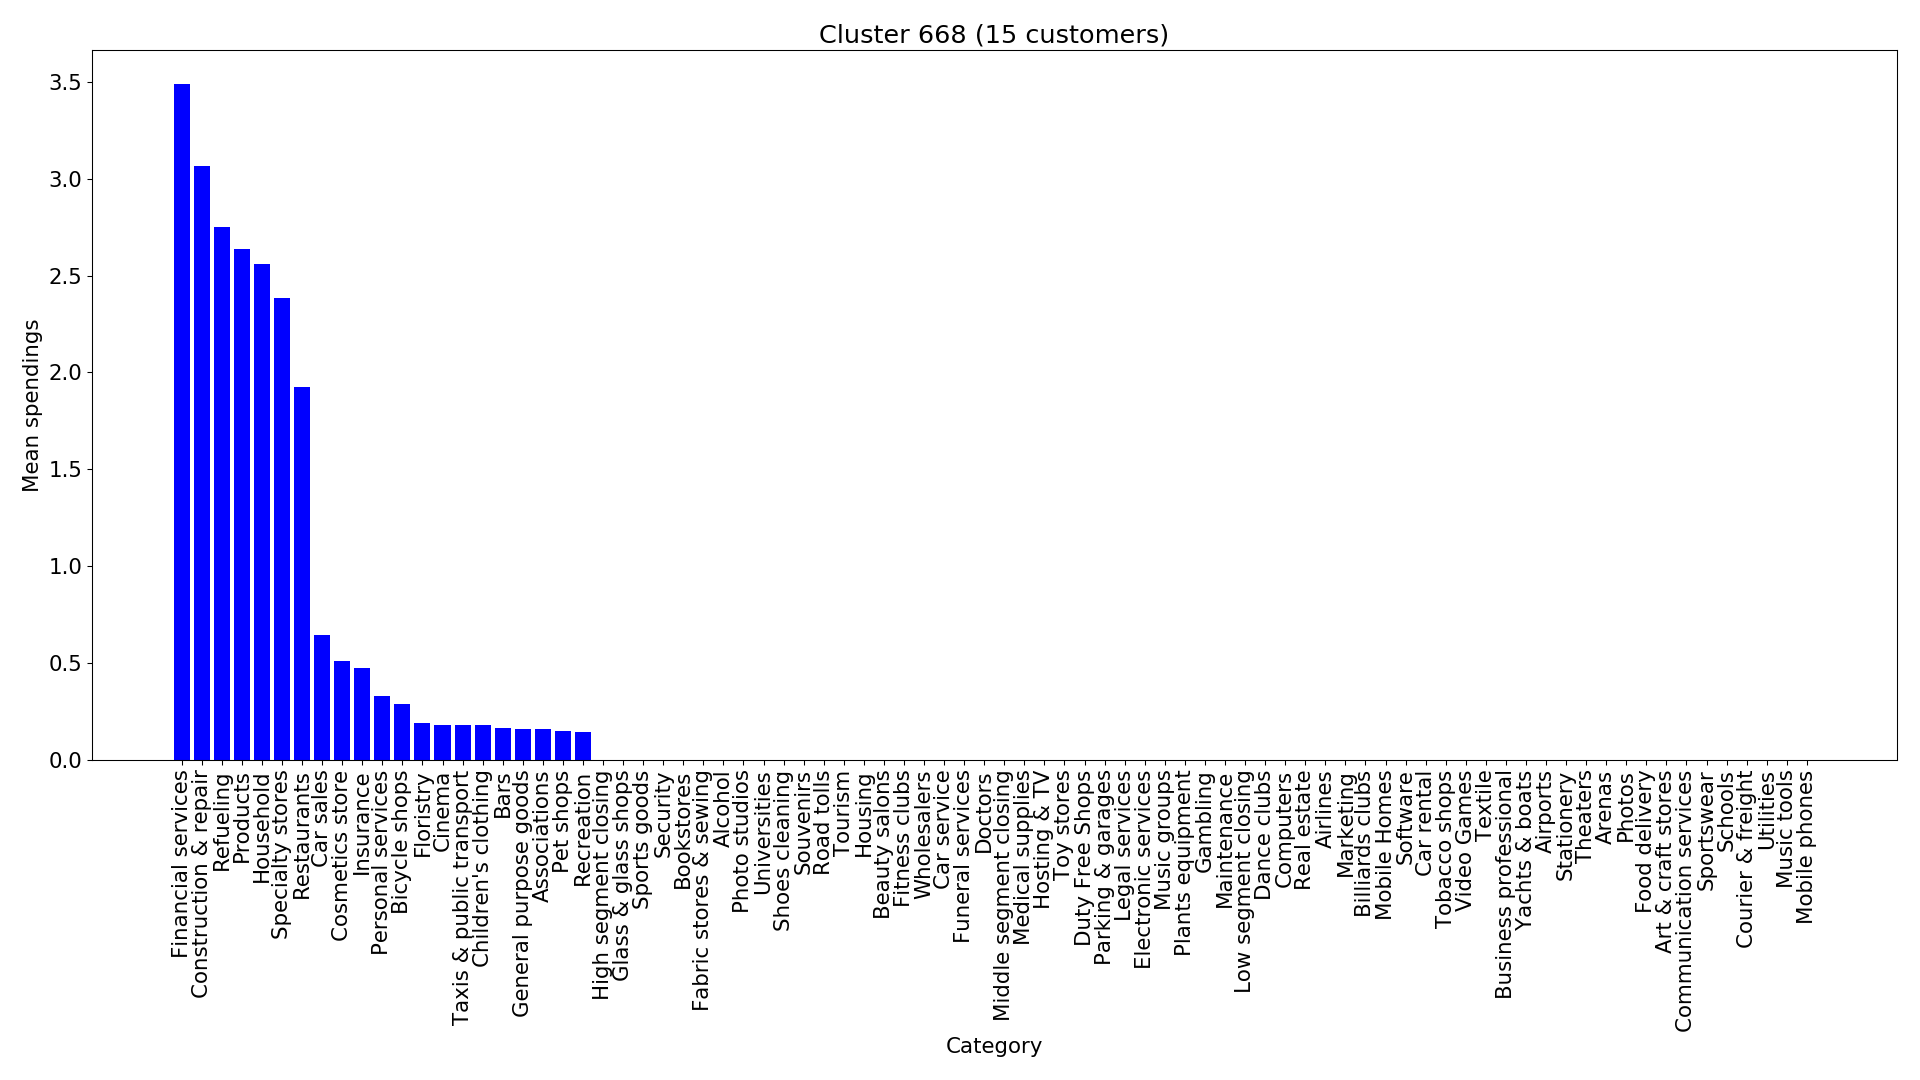 Cluster 668 (15 customers)
Mean spendings
3.5
3.0
2.5
2.0
1.5
1.0
0.5
0.0
Financial services
Construction & repair
Refueling
Products
Household
Specialty stores
Restaurants
Car sales
Cosmetics store
Insurance
Personal services
Bicycle shops
Floristry
Cinema
Taxis & public transport
Children's clothing
Bars
General purpose goods
Associations
Pet shops
Recreation
High segment closing
Glass & glass shops
Sports goods
Security
Bookstores
Fabric stores & sewing
Alcohol
Photo studios
Universities
Shoes cleaning
Souvenirs
Road tolls
Tourism
Housing
Beauty salons
Fitness clubs
Wholesalers
Car service
Funeral services
Doctors
Middle segment closing
Medical supplies
Hosting & TV
Toy stores
Duty Free Shops
Parking & garages
Legal services
Electronic services
Music groups
Plants equipment
Gambling
Maintenance
Low segment closing
Dance clubs
Computers
Real estate
Airlines
Marketing
Billiards clubs
Mobile Homes
Software
Car rental
Tobacco shops
Video Games
Textile
Business professional
Yachts & boats
Airports
Stationery
Theaters
Arenas
Photos
Food delivery
Art & craft stores
Communication services
Sportswear
Schools
Courier & freight
Utilities
Music tools
Mobile phones
Category